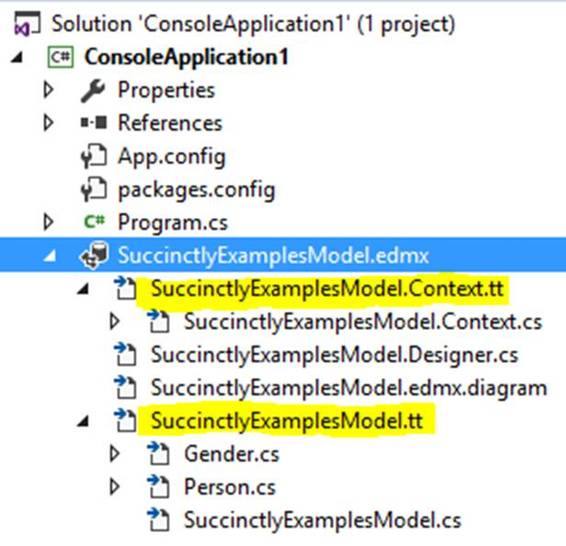 Solution 'ConsoleApplication1' (1 project)
C# ConsoleApplication1
Properties
References
App.config
packages.config
C# Program.cs
SuccinctlyExamplesModel.edmx
SuccinctlyExamplesModel.Context.tt
SuccinctlyExamplesModel.Context.cs
SuccinctlyExamplesModel.Designer.cs
SuccinctlyExamplesModel.edmx.diagram
SuccinctlyExamplesModel.tt
Gender.cs
Person.cs
SuccinctlyExamplesModel.cs